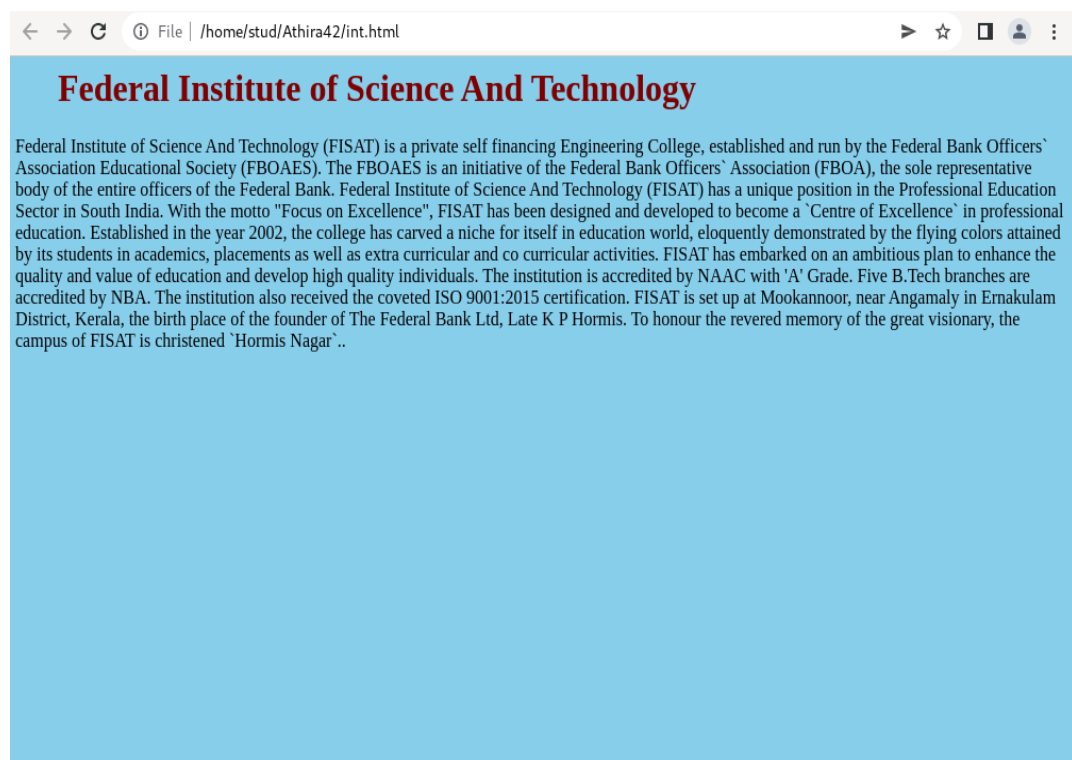 File /home/stud/Athira42/int.html
Federal Institute of Science And Technology
Federal Institute of Science And Technology (FISAT) is a private self financing Engineering College, established and run by the Federal Bank Officers`
Association Educational Society (FBOAES). The FBOAES is an initiative of the Federal Bank Officers` Association (FBOA), the sole representative
body of the entire officers of the Federal Bank. Federal Institute of Science And Technology (FISAT) has a unique position in the Professional Education
Sector in South India. With the motto "Focus on Excellence", FISAT has been designed and developed to become a `Centre of Excellence` in professional
education. Established in the year 2002, the college has carved a niche for itself in education world, eloquently demonstrated by the flying colors attained
by its students in academics, placements as well as extra curricular and co curricular activities. FISAT has embarked on an ambitious plan to enhance the
quality and value of education and develop high quality individuals. The institution is accredited by NAAC with 'A' Grade. Five B.Tech branches are
accredited by NBA. The institution also received the coveted ISO 9001:2015 certification. FISAT is set up at Mookannoor, near Angamaly in Ernakulam
District, Kerala, the birth place of the founder of The Federal Bank Ltd, Late K P Hormis. To honour the revered memory of the great visionary, the
campus of FISAT is christened `Hormis Nagar`..